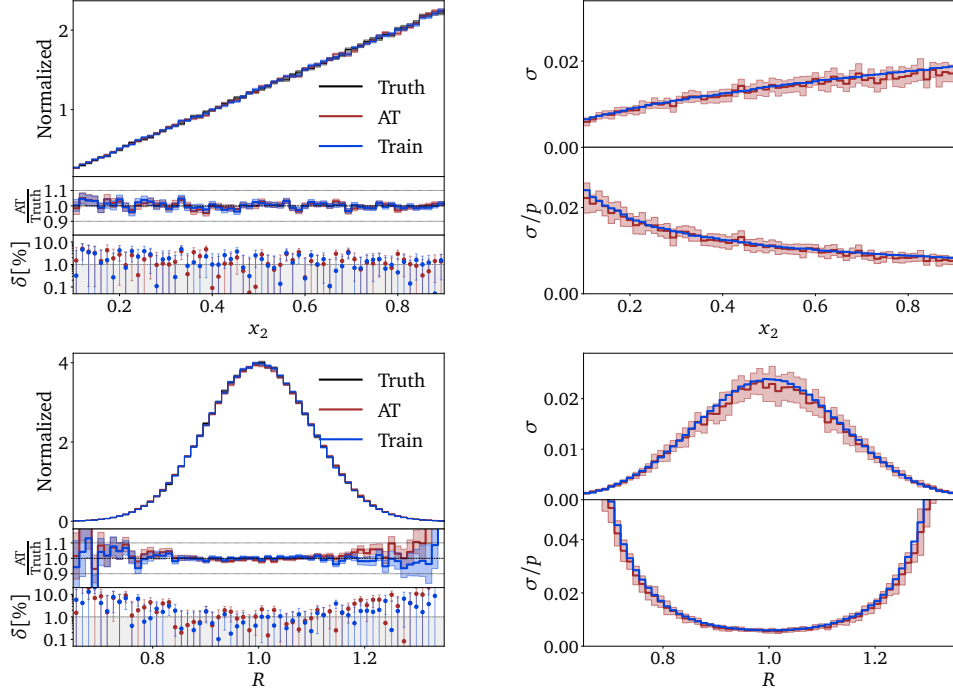 Normalized
2
1
Truth
AT
Train
AT
Truth
1.1
1.0
0.9
δ[%]
10.0
1.0
0.1
0.2
0.4
0.6
0.8
x₂
σ
0.02
0.00
σ/p
0.02
0.00
0.2
0.4
0.6
0.8
x₂
Normalized
4
2
0
Truth
AT
Train
AT
Truth
1.1
1.0
0.9
δ[%]
10.0
1.0
0.1
0.8
1.0
1.2
R
σ
0.02
0.01
0.00
σ/p
0.04
0.02
0.00
0.8
1.0
1.2
R